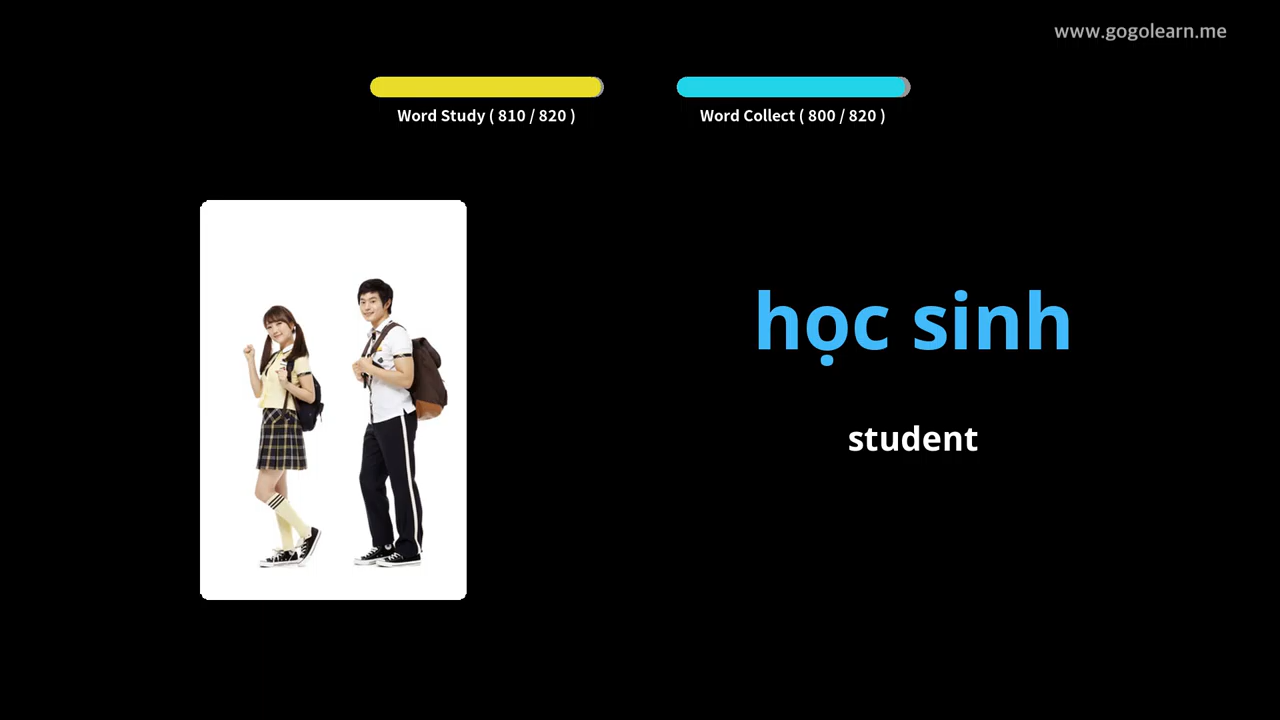 www.gogolearn.me
Word Study ( 810 / 820 )
Word Collect ( 800 / 820 )
học sinh
student